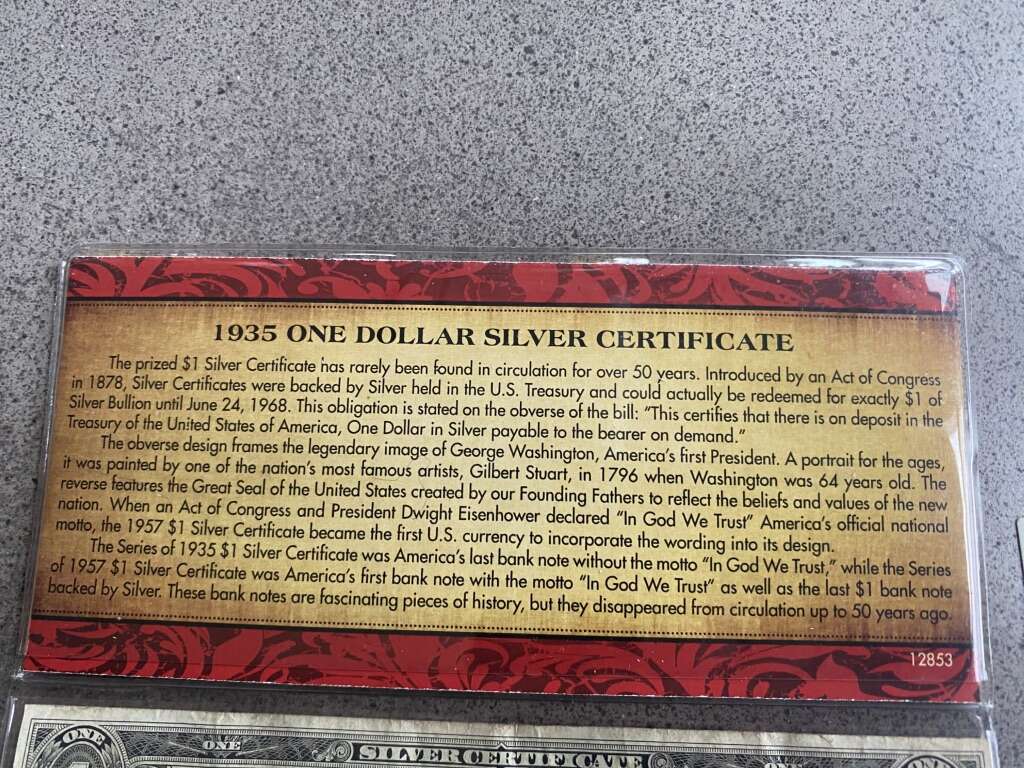 1935 ONE DOLLAR SILVER CERTIFICATE
The prized $1 Silver Certificate has rarely been found in circulation for over 50 years. Introduced by an Act of Congress
in 1878, Silver Certificates were backed by Silver held in the U.S. Treasury and could actually be redeemed for exactly $1 of
Silver Bullion until June 24, 1968. This obligation is stated on the obverse of the bill: "This certifies that there is on deposit in the
Treasury of the United States of America, One Dollar in Silver payable to the bearer on demand."
The obverse design frames the legendary image of George Washington, America's first President. A portrait for the ages,
it was painted by one of the nation's most famous artists, Gilbert Stuart, in 1796 when Washington was 64 years old. The
reverse features the Great Seal of the United States created by our Founding Fathers to reflect the beliefs and values of the new
nation. When an Act of Congress and President Dwight Eisenhower declared "In God We Trust" America's official national
motto, the 1957 $1 Silver Certificate became the first U.S. currency to incorporate the wording into its design.
The Series of 1935 $1 Silver Certificate was America's last bank note without the motto "In God We Trust," while the Series
of 1957 $1 Silver Certificate was America's first bank note with the motto "In God We Trust" as well as the last $1 bank note
backed by Silver. These bank notes are fascinating pieces of history, but they disappeared from circulation up to 50 years ago.
12853
ONE ONE SILVER CERTIFICATE ONE